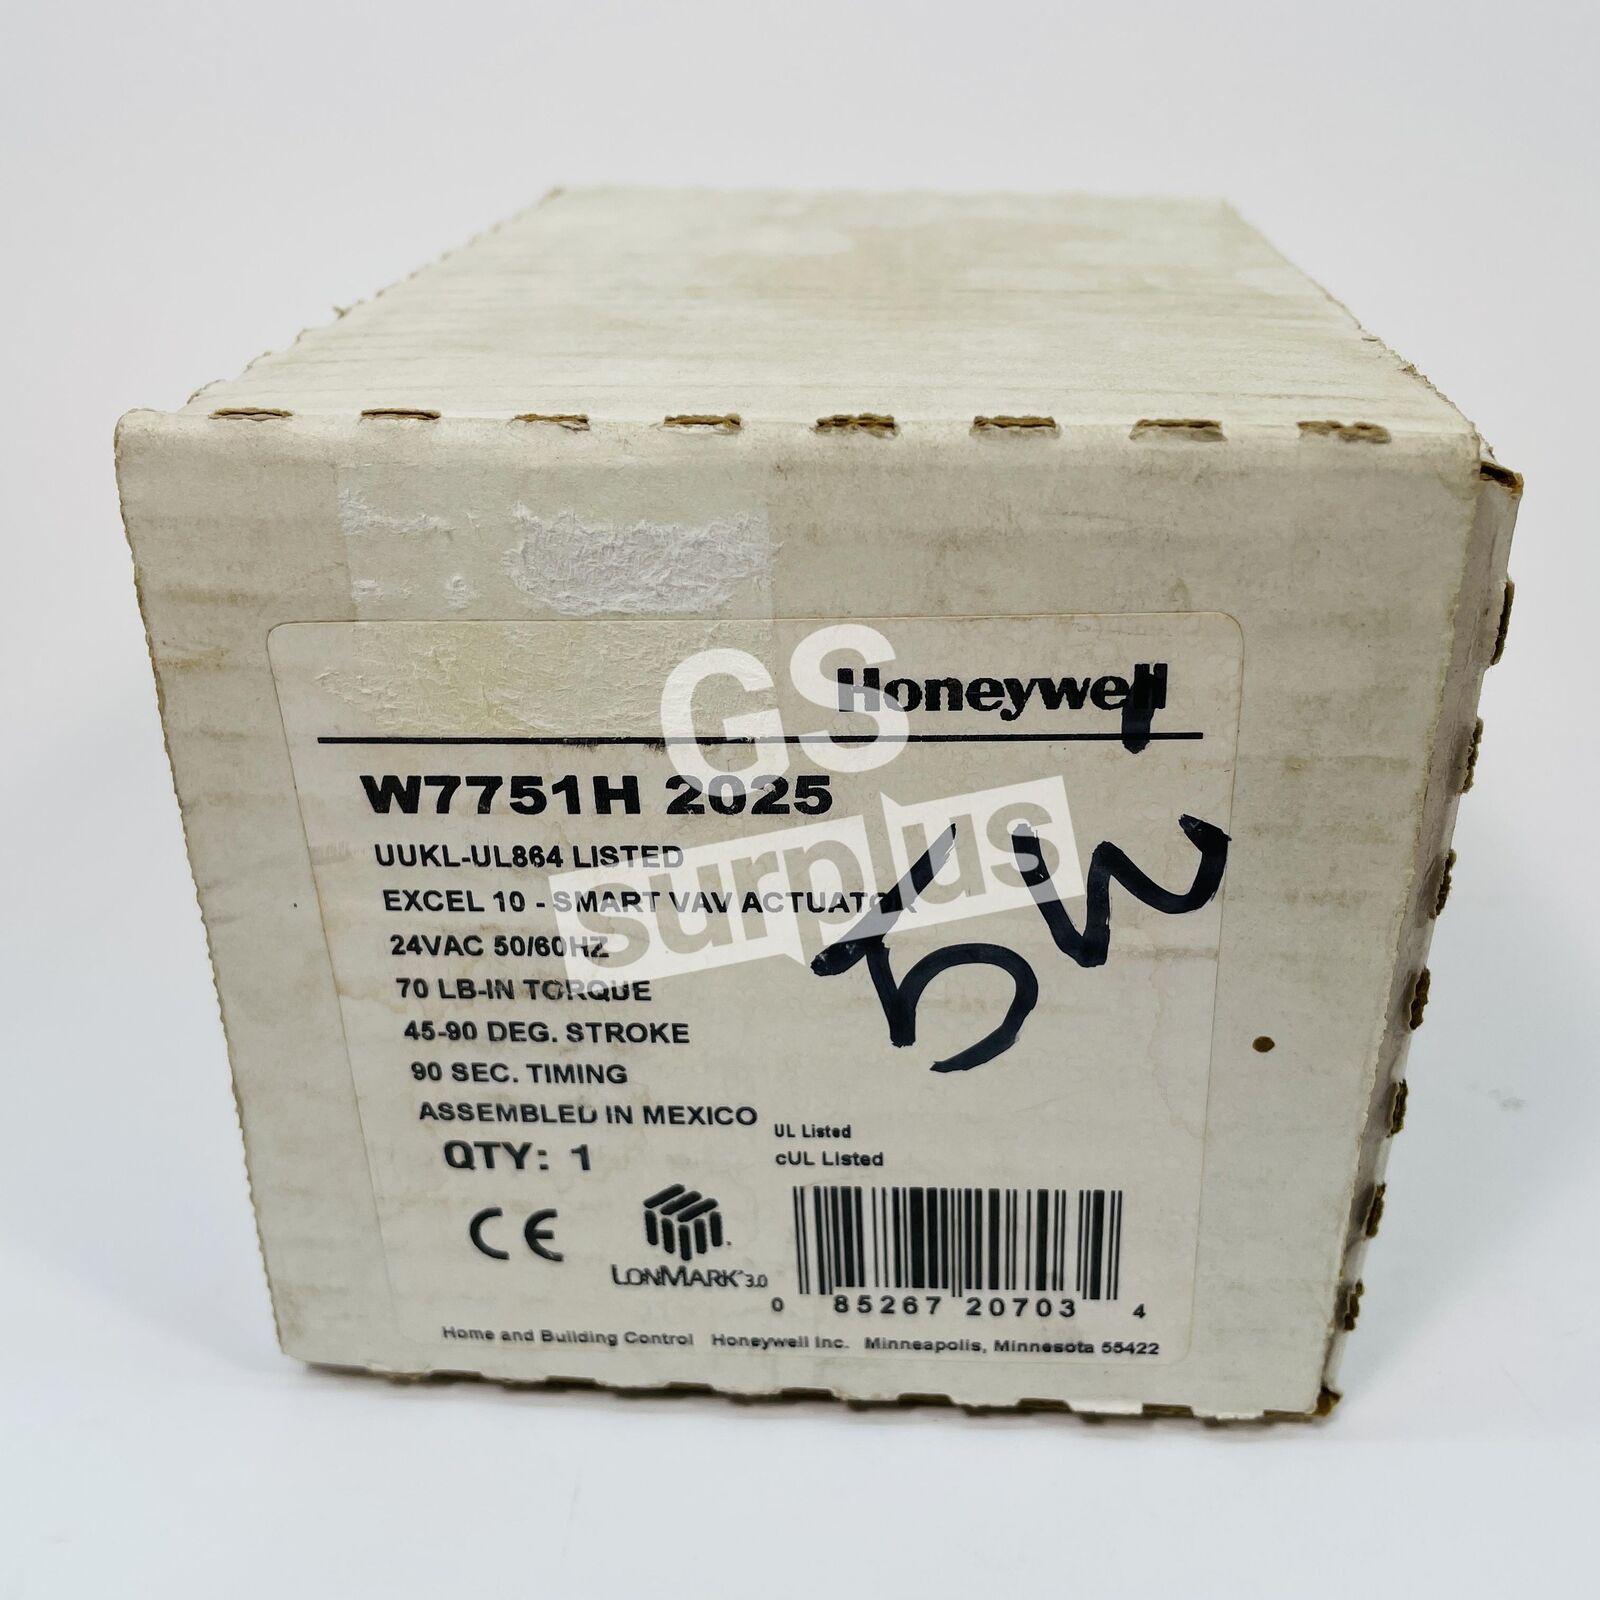 GS
surplus
Honeywell
W7751H 2025
UUKL-UL864 LISTED
EXCEL 10 - SMART VAV ACTUATOR
24VAC 50/60HZ
70 LB-IN TORQUE
45-90 DEG. STROKE
90 SEC. TIMING
ASSEMBLED IN MEXICO
UL Listed
QTY: 1
cUL Listed
CE
LONMARK 3.0
0 85267 20703 4
Home and Building Control Honeywell Inc. Minneapolis, Minnesota 55422